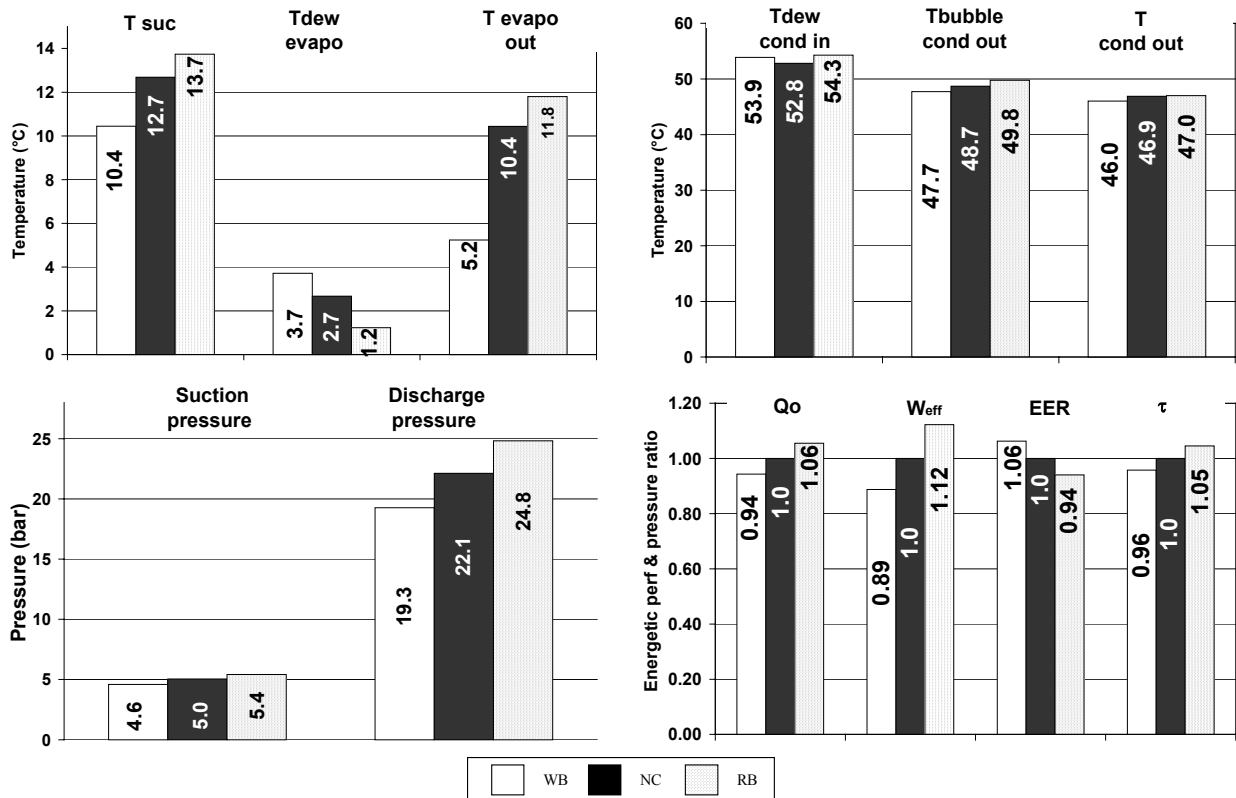 T suc
Tdew
evapo
T evapo
out
14
12
10
8
6
4
2
0
Temperature (°C)
10.4
12.7
13.7
3.7
2.7
1.2
5.2
10.4
11.8
Tdew
cond in
Tbubble
cond out
T
cond out
60
50
40
30
20
10
0
Temperature (°C)
53.9
52.8
54.3
47.7
48.7
49.8
46.0
46.9
47.0
Suction
pressure
Discharge
pressure
25
20
15
10
5
0
Pressure (bar)
4.6
5.0
5.4
19.3
22.1
24.8
Qo
Weff
EER
τ
1.20
1.00
0.80
0.60
0.40
0.20
0.00
Energetic perf & pressure ratio
0.94
1.0
1.06
0.89
1.0
1.12
1.06
1.0
0.94
0.96
1.0
1.05
WB
NC
RB